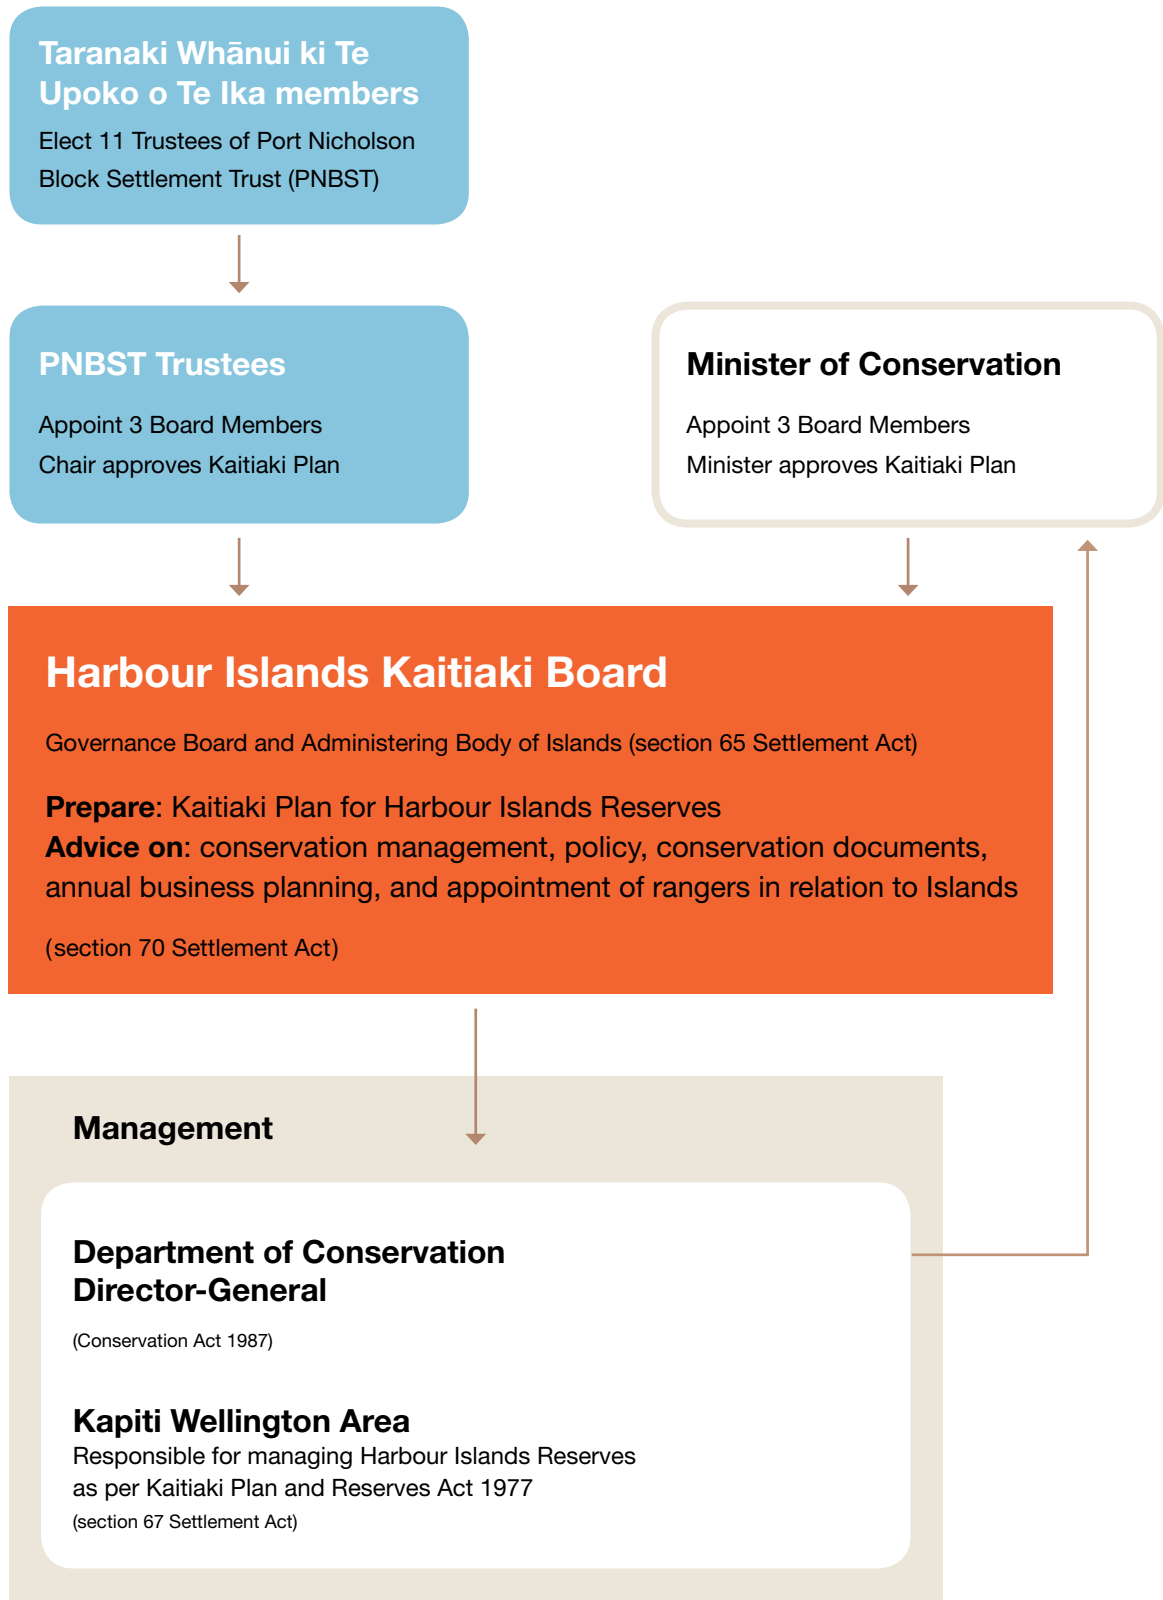 Taranaki Whānui ki Te
Upoko o Te Ika members
Elect 11 Trustees of Port Nicholson
Block Settlement Trust (PNBST)
PNBST Trustees
Appoint 3 Board Members
Chair approves Kaitiaki Plan
Minister of Conservation
Appoint 3 Board Members
Minister approves Kaitiaki Plan
Harbour Islands Kaitiaki Board
Governance Board and Administering Body of Islands (section 65 Settlement Act)
Prepare: Kaitiaki Plan for Harbour Islands Reserves
Advice on: conservation management, policy, conservation documents,
annual business planning, and appointment of rangers in relation to Islands
(section 70 Settlement Act)
Management
Department of Conservation
Director-General
(Conservation Act 1987)
Kapiti Wellington Area
Responsible for managing Harbour Islands Reserves
as per Kaitiaki Plan and Reserves Act 1977
(section 67 Settlement Act)